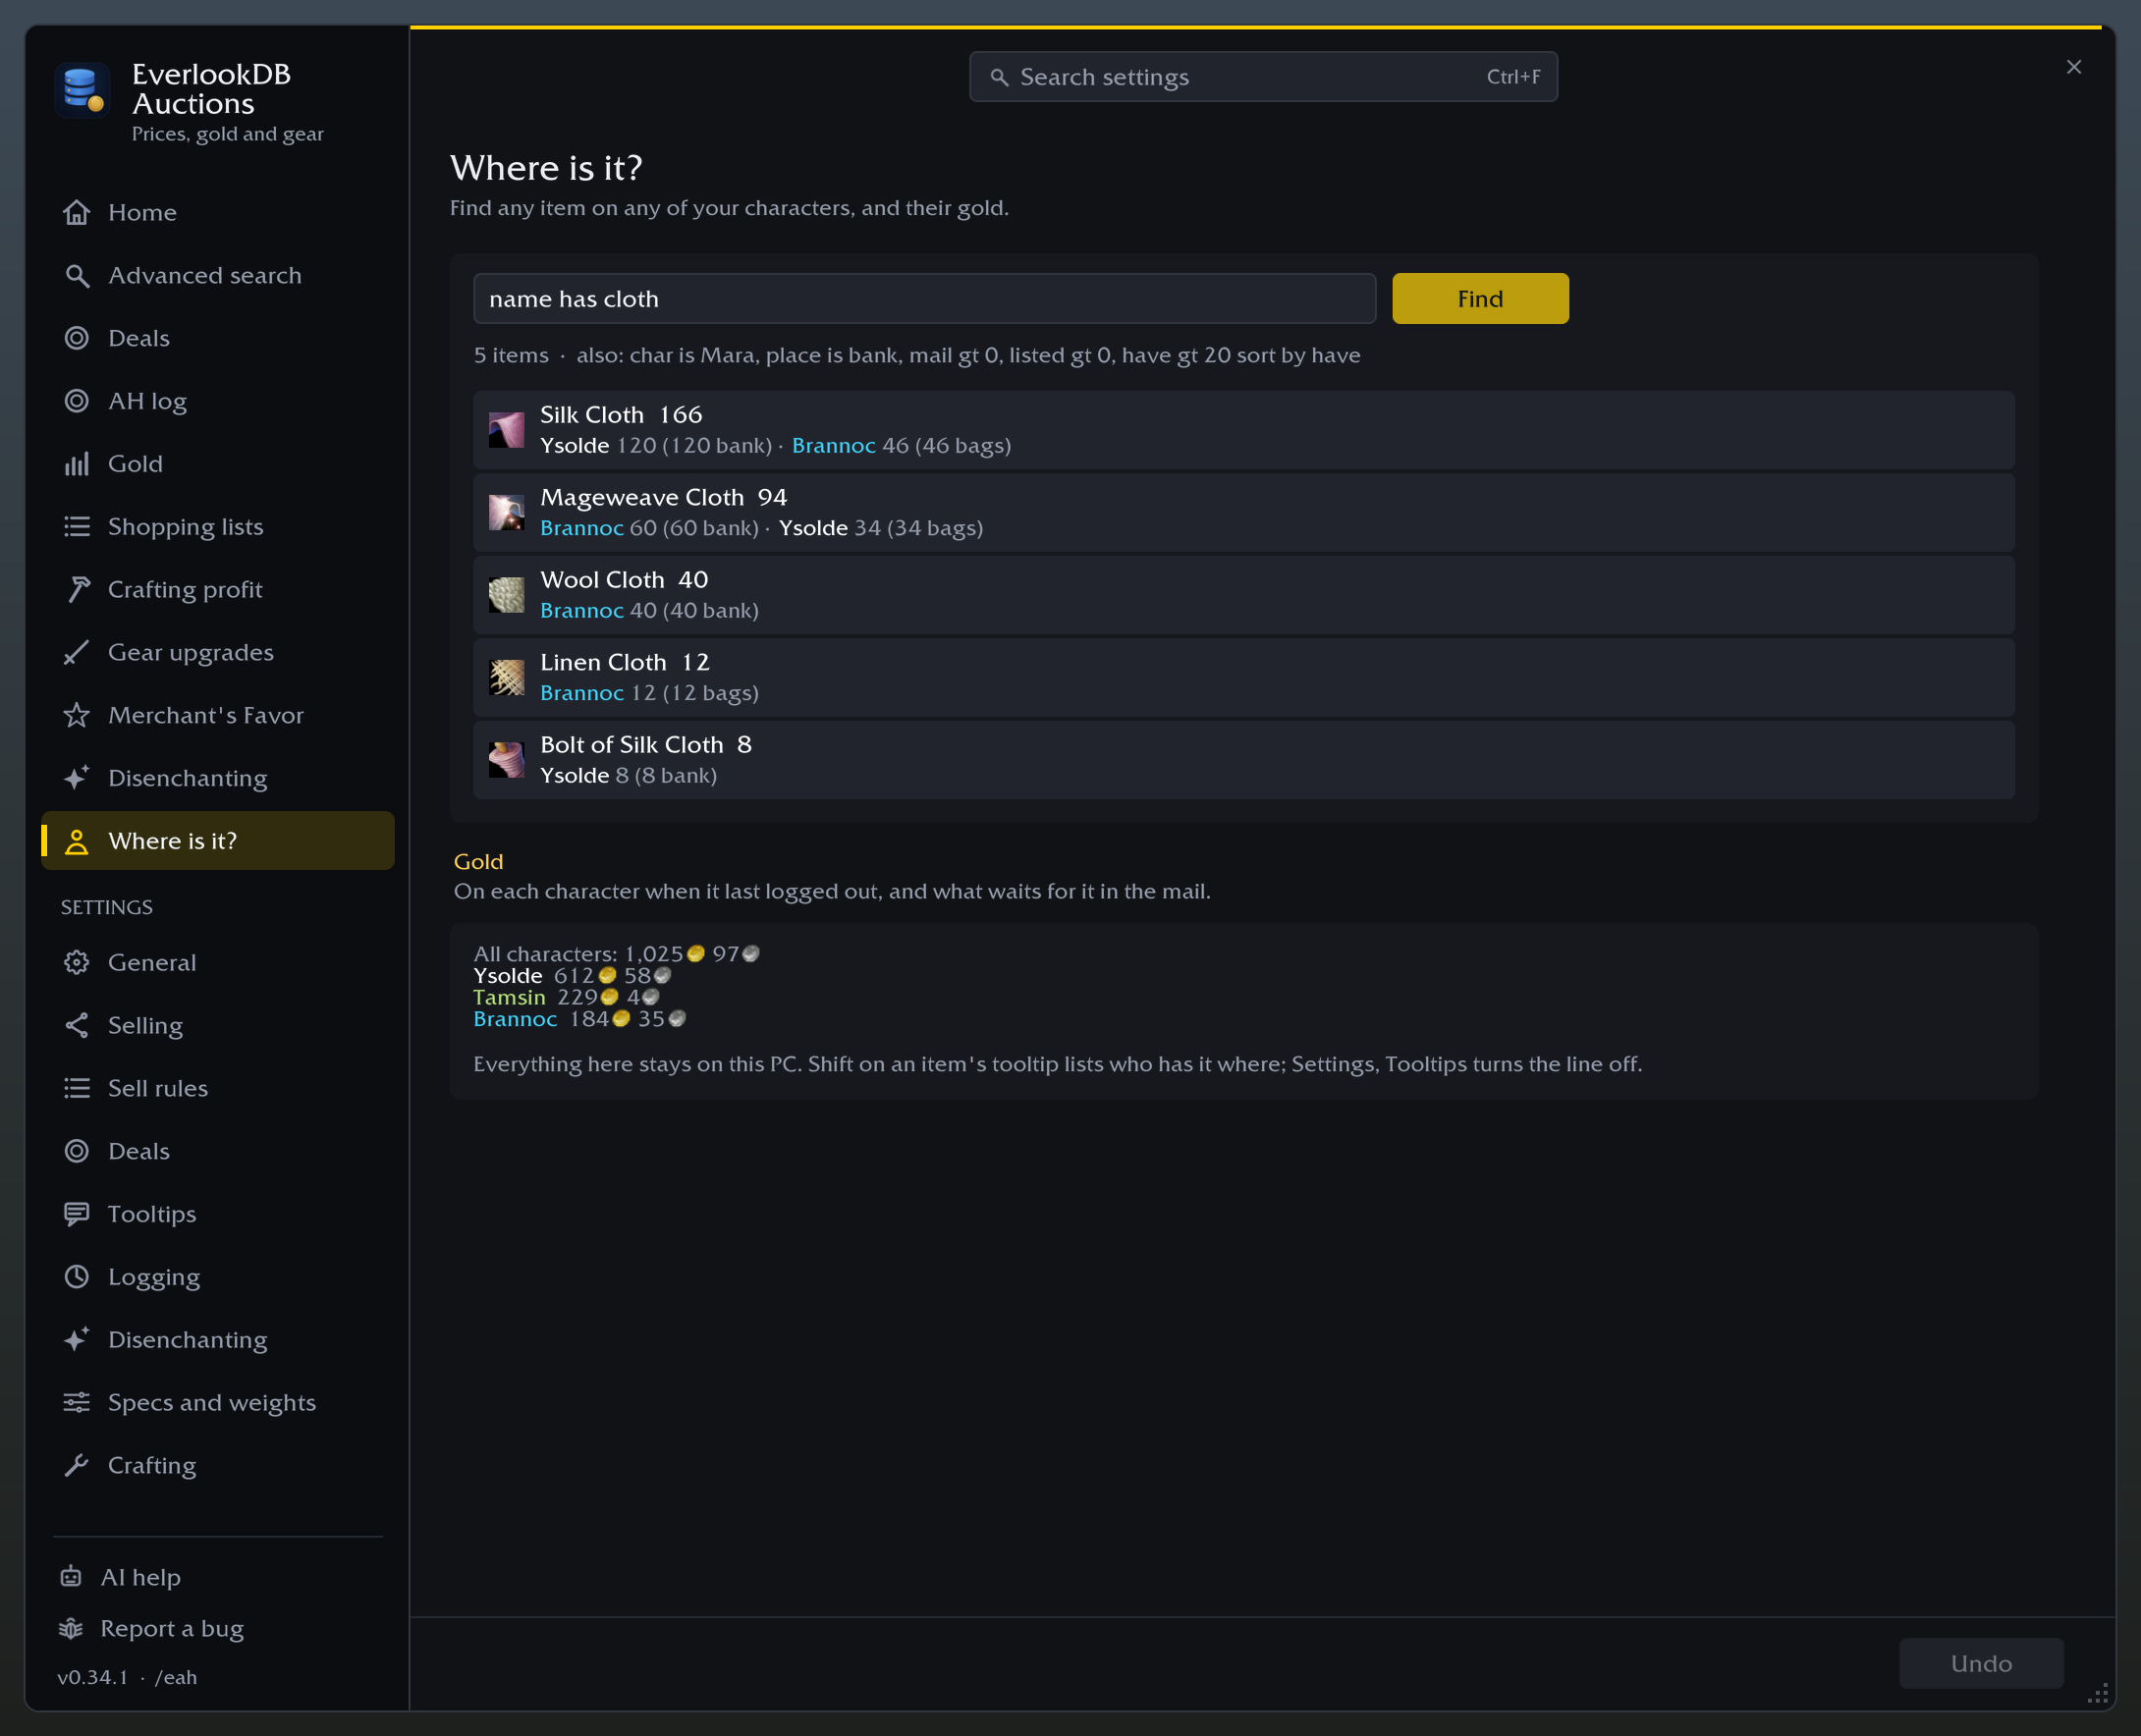 EverlookDB
Auctions
Prices, gold and gear
Home
Advanced search
Deals
AH log
Gold
Shopping lists
Crafting profit
Gear upgrades
Merchant's Favor
Disenchanting
Where is it?
SETTINGS
General
Selling
Sell rules
Deals
Tooltips
Logging
Disenchanting
Specs and weights
Crafting
AI help
Report a bug
v0.34.1 · /eah
Search settings Ctrl+F
Where is it?
Find any item on any of your characters, and their gold.
name has cloth Find
5 items · also: char is Mara, place is bank, mail gt 0, listed gt 0, have gt 20 sort by have
Silk Cloth 166
Ysolde 120 (120 bank) · Brannoc 46 (46 bags)
Mageweave Cloth 94
Brannoc 60 (60 bank) · Ysolde 34 (34 bags)
Wool Cloth 40
Brannoc 40 (40 bank)
Linen Cloth 12
Brannoc 12 (12 bags)
Bolt of Silk Cloth 8
Ysolde 8 (8 bank)
Gold
On each character when it last logged out, and what waits for it in the mail.
All characters: 1,025 97
Ysolde 612 58
Tamsin 229 4
Brannoc 184 35
Everything here stays on this PC. Shift on an item's tooltip lists who has it where; Settings, Tooltips turns the line off.
Undo